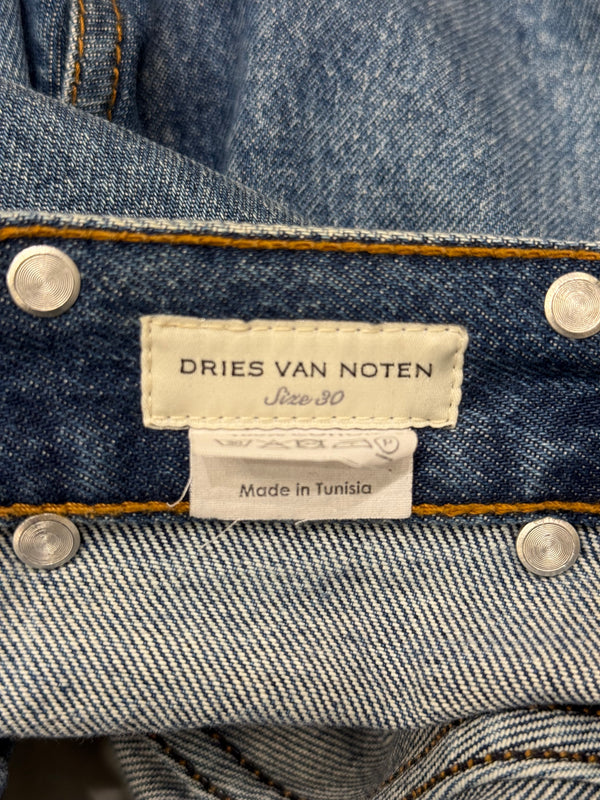 DRIES VAN NOTEN
Size 30
Made in Tunisia